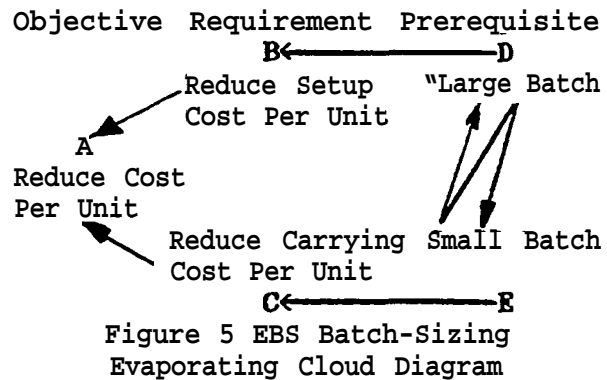 Objective Requirement Prerequisite
B D
Reduce Setup "Large Batch
Cost Per Unit
A
Reduce Cost
Per Unit
Reduce Carrying Small Batch
Cost Per Unit
C E
Figure 5 EBS Batch-Sizing
Evaporating Cloud Diagram